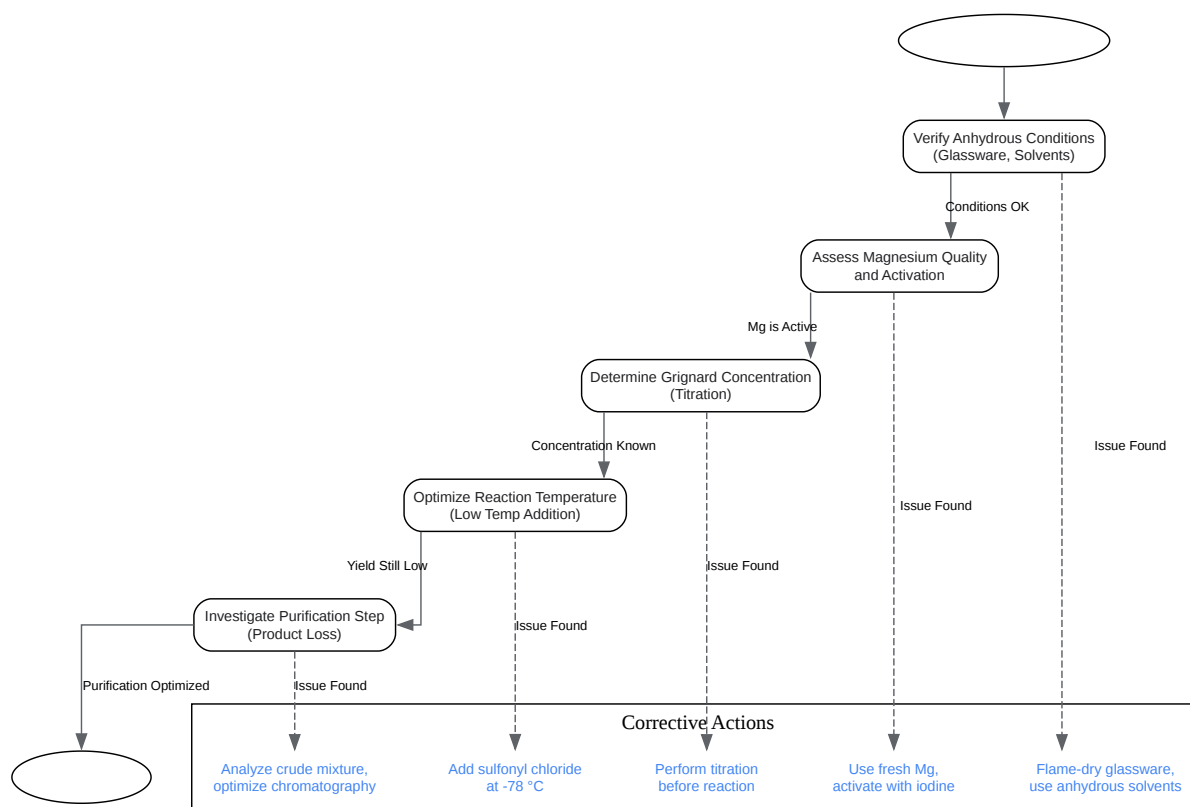 Verify Anhydrous Conditions
(Glassware, Solvents)
Conditions OK
Assess Magnesium Quality
and Activation
Mg is Active
Determine Grignard Concentration
(Titration)
Concentration Known
Issue Found
Optimize Reaction Temperature
(Low Temp Addition)
Issue Found
Yield Still Low
Issue Found
Investigate Purification Step
(Product Loss)
Issue Found
Purification Optimized
Issue Found
Corrective Actions
Analyze crude mixture,
optimize chromatography
Add sulfonyl chloride
at -78 °C
Perform titration
before reaction
Use fresh Mg,
activate with iodine
Flame-dry glassware,
use anhydrous solvents